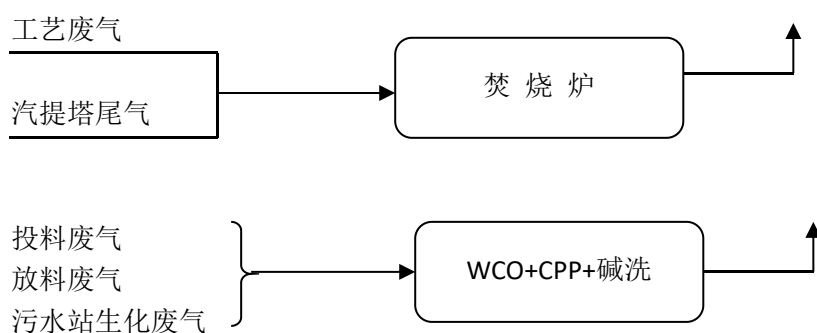 工艺废气
汽提塔尾气
焚 烧 炉
投料废气
放料废气
污水站生化废气
WCO+CPP+碱洗